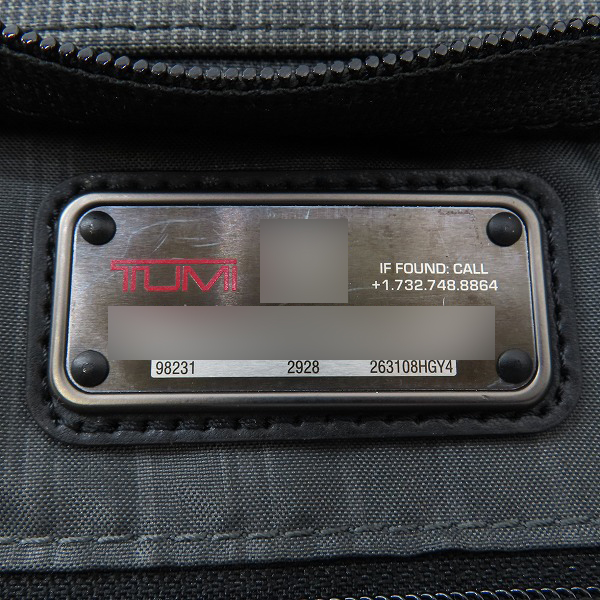 TUMI
IF FOUND: CALL
+1.732.748.8864
98231 2928 263108HGY4